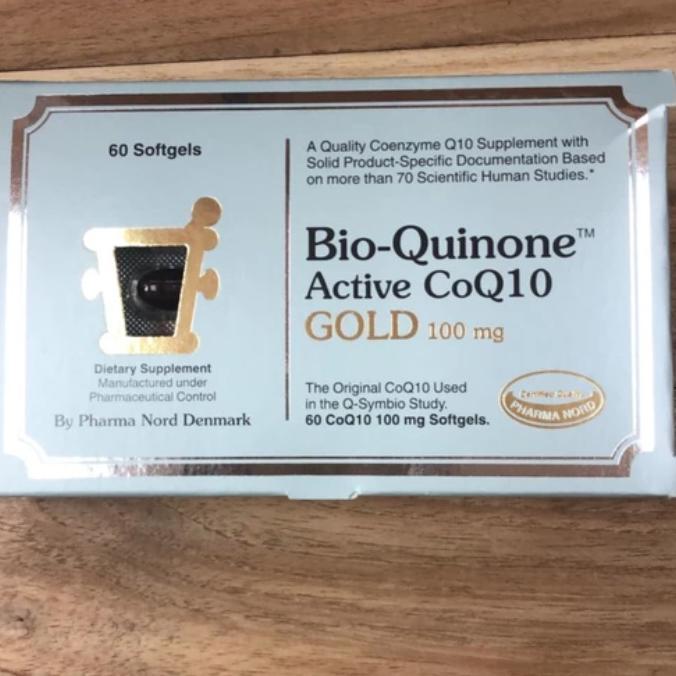 60 Softgels
Dietary Supplement
Manufactured under
Pharmaceutical Control
By Pharma Nord Denmark
A Quality Coenzyme Q10 Supplement with
Solid Product-Specific Documentation Based
on more than 70 Scientific Human Studies.*
Bio-Quinone™
Active CoQ10
GOLD 100 mg
The Original CoQ10 Used
in the Q-Symbio Study.
60 CoQ10 100 mg Softgels.
Certified Quality
PHARMA NORD